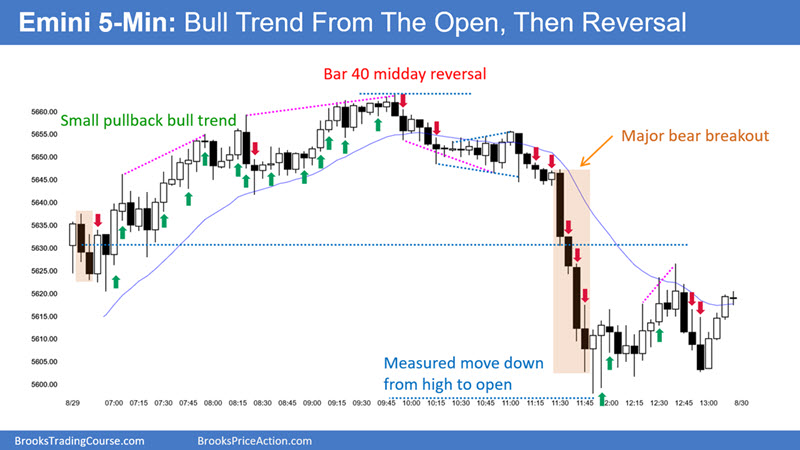 Emini 5-Min: Bull Trend From The Open, Then Reversal
Bar 40 midday reversal
Small pullback bull trend
Major bear breakout
Measured move down
from high to open
5660.00
5655.00
5650.00
5645.00
5640.00
5635.00
5630.00
5625.00
5620.00
5615.00
5610.00
5605.00
5600.00
8/29 07:00 07:15 07:30 07:45 08:00 08:15 08:30 08:45 09:00 09:15 09:30 09:45 10:00 10:15 10:30 10:45 11:00 11:15 11:30 11:45 12:00 12:15 12:30 12:45 13:00 8/30
BrooksTradingCourse.com BrooksPriceAction.com